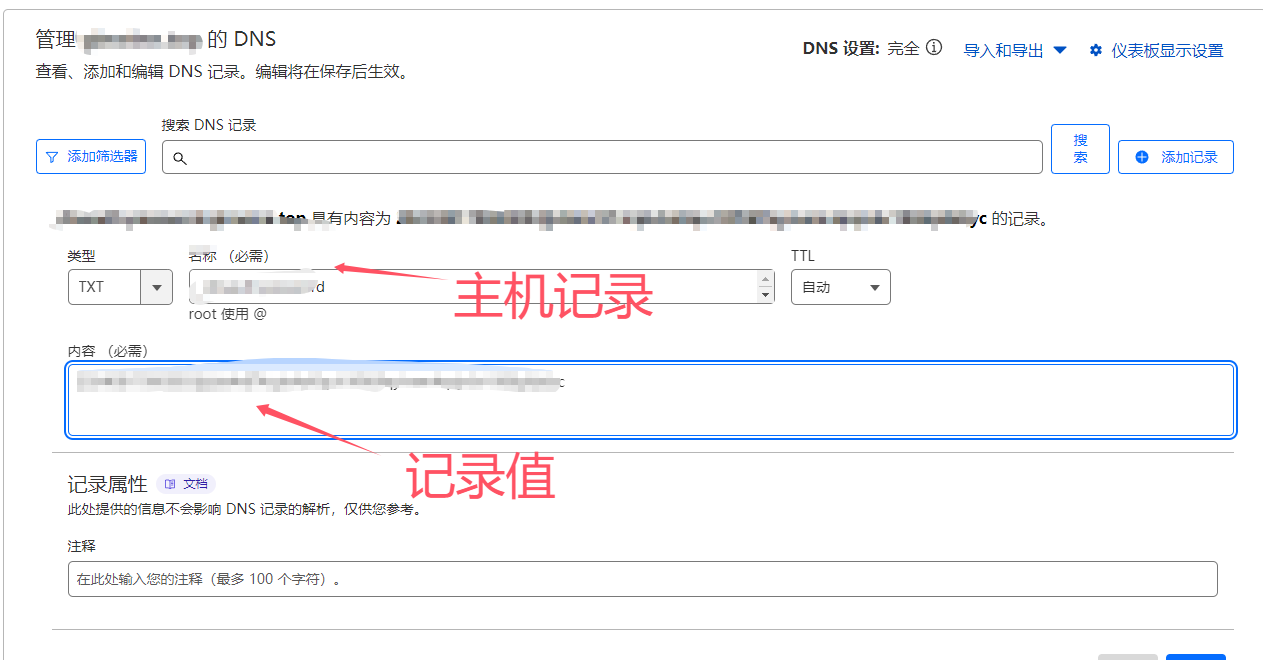 管理 的 DNS
DNS 设置: 完全
导入和导出
仪表板显示设置
查看、添加和编辑 DNS 记录。编辑将在保存后生效。
搜索 DNS 记录
添加筛选器
搜
索
添加记录
top 具有内容为 的记录。
类型
名称 （必需）
TTL
TXT
自动
主机记录
root 使用 @
内容 （必需）
记录值
记录属性
文档
此处提供的信息不会影响 DNS 记录的解析，仅供您参考。
注释
在此处输入您的注释（最多 100 个字符）。